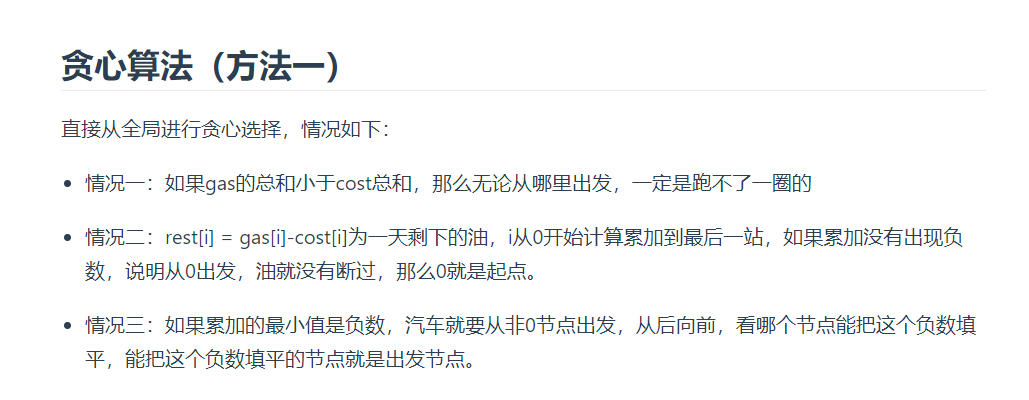 贪心算法（方法一）
直接从全局进行贪心选择，情况如下：
情况一：如果gas的总和小于cost总和，那么无论从哪里出发，一定是跑不了一圈的
情况二：rest[i] = gas[i]-cost[i]为一天剩下的油，i从0开始计算累加到最后一站，如果累加没有出现负
数，说明从0出发，油就没有断过，那么0就是起点。
情况三：如果累加的最小值是负数，汽车就要从非0节点出发，从后向前，看哪个节点能把这个负数填
平，能把这个负数填平的节点就是出发节点。